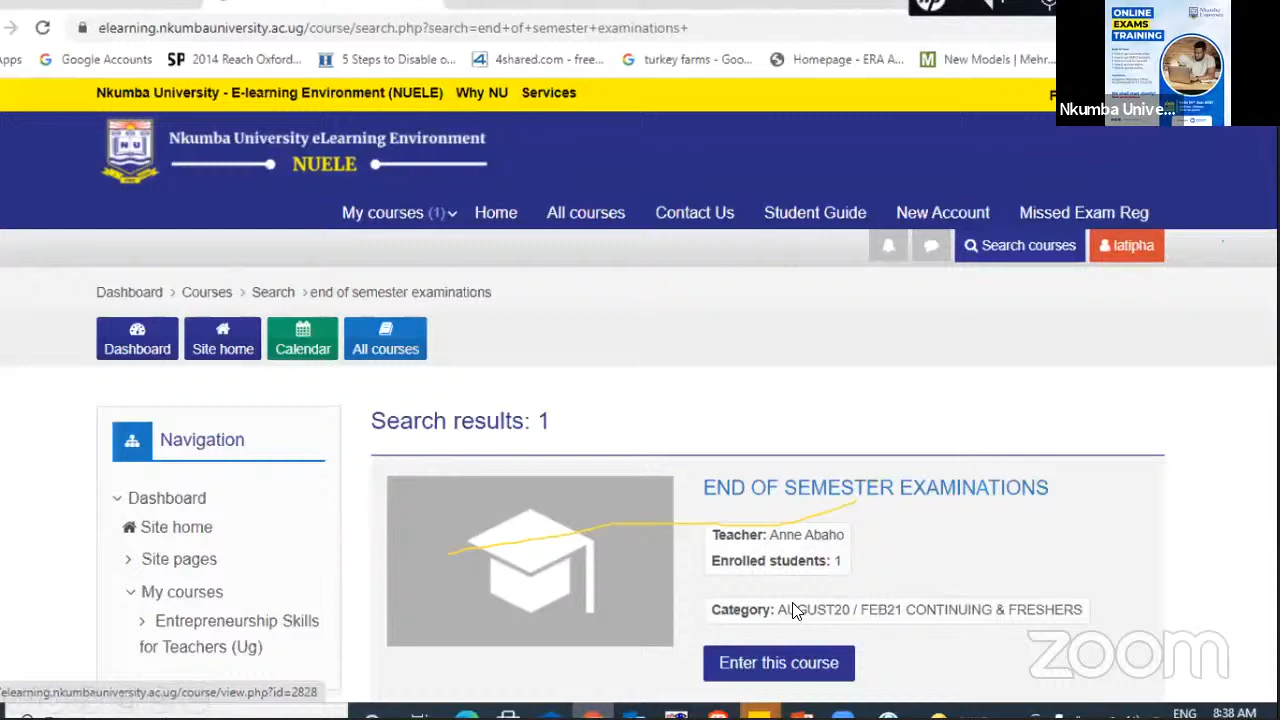 elearning.nkumbauniversity.ac.ug/course/search.php?search=end+of+semester+examinations+
Google Accounts SP 2014 Reach Oxford... 5 Steps to D ate o... 4 4shared.com - free... turkey farms - Goo... Homepage - CA A... M New Models | Mehr...
ONLINE
EXAMS
TRAINING
Nkumba Unive...
Nkumba University - E-learning Environment (NUELE) Why NU Services
Nkumba University eLearning Environment
NUELE
My courses (1) Home All courses Contact Us Student Guide New Account Missed Exam Reg
Search courses latipha
Dashboard > Courses > Search > end of semester examinations
Dashboard Site home Calendar All courses
Navigation
Dashboard
Site home
Site pages
My courses
Entrepreneurship Skills
for Teachers (Ug)
Search results: 1
END OF SEMESTER EXAMINATIONS
Teacher: Anne Abaho
Enrolled students: 1
Category: AUGUST20 / FEB21 CONTINUING & FRESHERS
Enter this course
zoom
elearning.nkumbauniversity.ac.ug/course/view.php?id=2828
ENG 8:38 AM